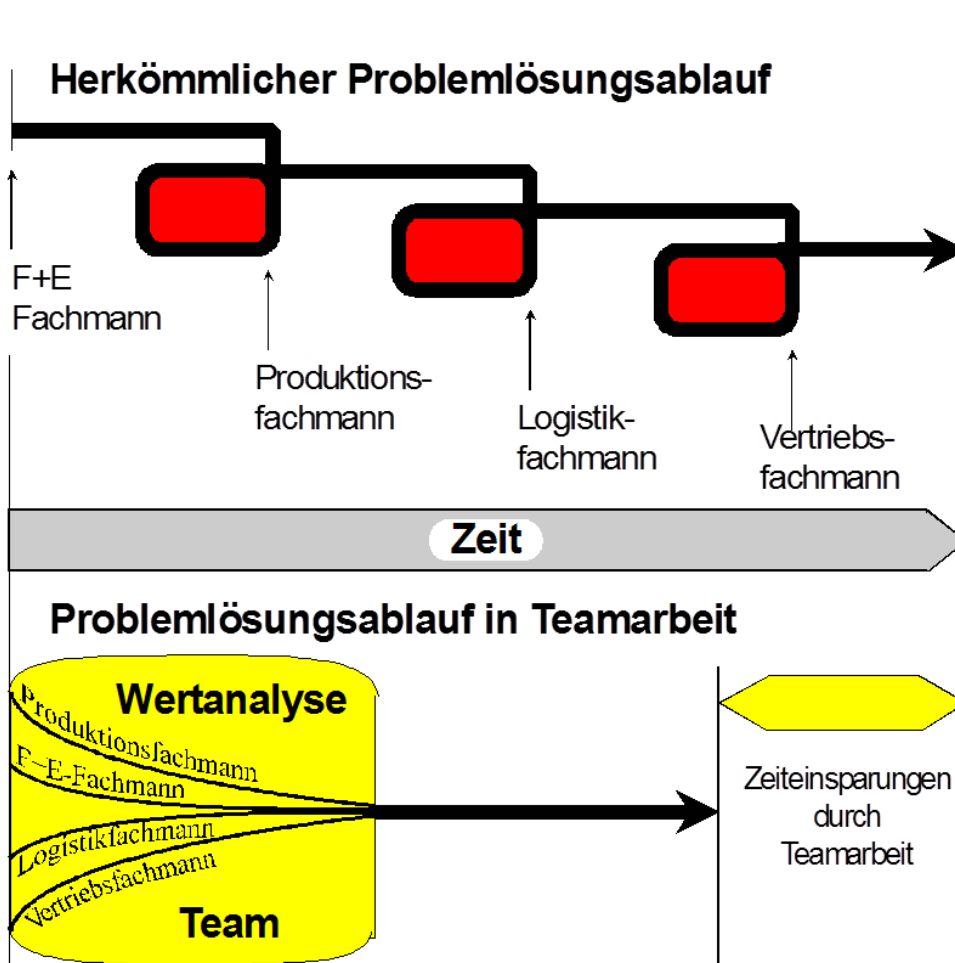 Herkömmlicher Problemlösungsablauf
F+E
Fachmann
Produktions-
fachmann
Logistik-
fachmann
Vertriebs-
fachmann
Zeit
Problemlösungsablauf in Teamarbeit
Wertanalyse
Produktionsfachmann
F–E-Fachmann
Logistikfachmann
Vertriebsfachmann
Team
Zeiteinsparungen
durch
Teamarbeit